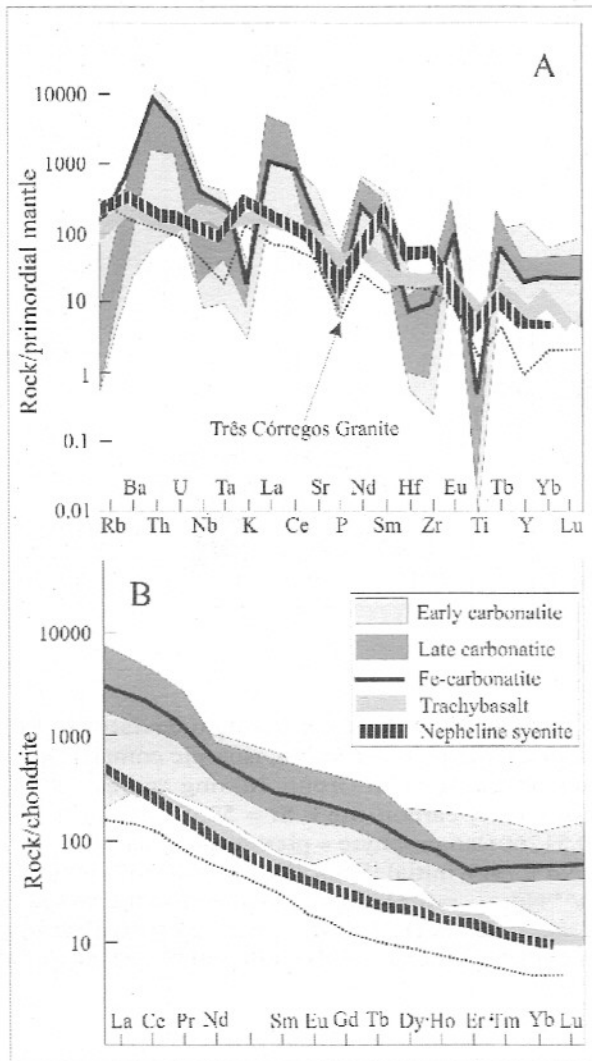 A
10000
1000
100
10
1
0.1
0.01
Rock/primordial mantle
Três Córregos Granite
Ba U Ta La Sr Nd Hf Eu Tb Yb
Rb Th Nb K Ce P Sm Zr Ti Y Lu
B
10000
1000
100
10
Rock/chondrite
Early carbonatite
Late carbonatite
Fe-carbonatite
Trachybasalt
Nepheline syenite
La Ce Pr Nd Sm Eu Gd Tb Dy Ho Er Tm Yb Lu